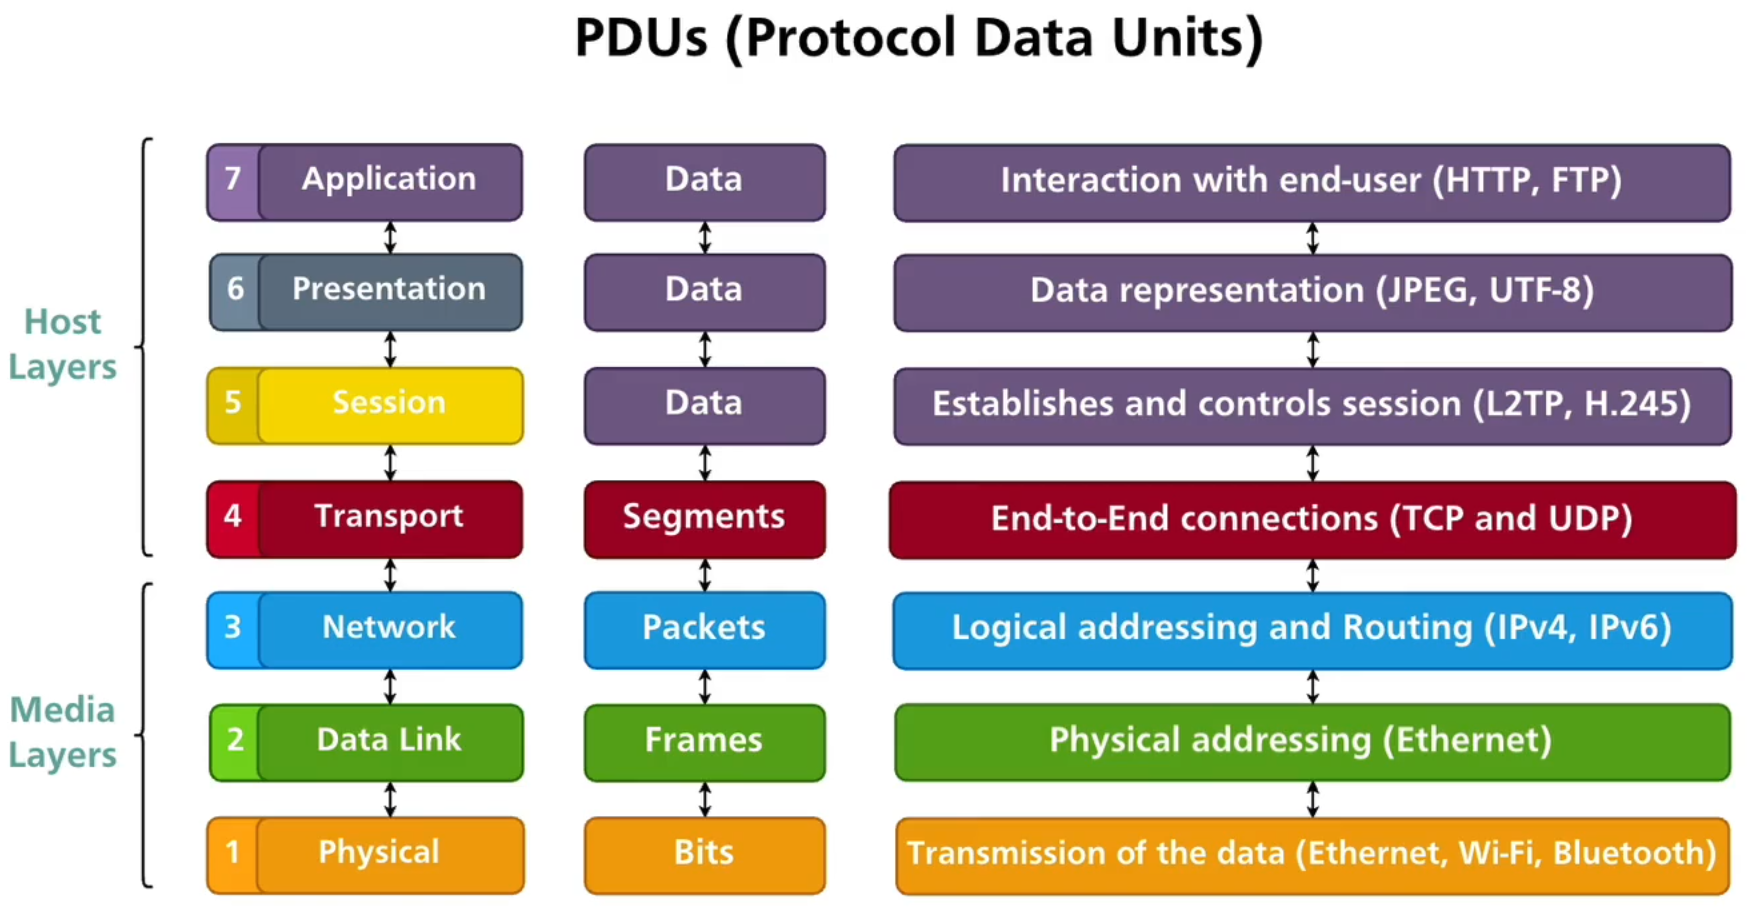 PDUs (Protocol Data Units)
Host
Layers
7 Application Data Interaction with end-user (HTTP, FTP)
6 Presentation Data Data representation (JPEG, UTF-8)
5 Session Data Establishes and controls session (L2TP, H.245)
4 Transport Segments End-to-End connections (TCP and UDP)
Media
Layers
3 Network Packets Logical addressing and Routing (IPv4, IPv6)
2 Data Link Frames Physical addressing (Ethernet)
1 Physical Bits Transmission of the data (Ethernet, Wi-Fi, Bluetooth)